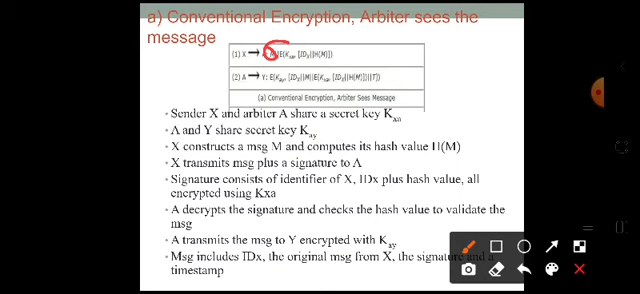 a) Conventional Encryption, Arbiter sees the
message
(1) X → A: M||E(Kxa, [IDX||H(M)])
(2) A → Y: E(Kay, [IDX||M||E(Kxa, [IDX||H(M)])||T])
(a) Conventional Encryption, Arbiter Sees Message
• Sender X and arbiter A share a secret key Kxa
• A and Y share secret key Kay
• X constructs a msg M and computes its hash value H(M)
• X transmits msg plus a signature to A
• Signature consists of identifier of X, IDx plus hash value, all
encrypted using Kxa
• A decrypts the signature and checks the hash value to validate the
msg
• A transmits the msg to Y encrypted with Kay
• Msg includes IDx, the original msg from X, the signature and a
timestamp